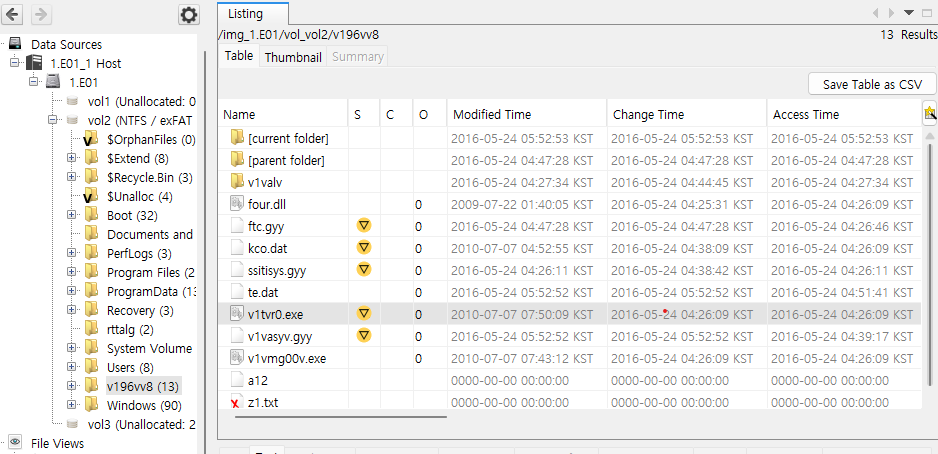 Listing
/img_1.E01/vol_vol2/v196vv8
13 Results
Table Thumbnail Summary
Save Table as CSV
Name S C O Modified Time Change Time Access Time
[current folder] 2016-05-24 05:52:53 KST 2016-05-24 05:52:53 KST 2016-05-24 05:52:53 KST
[parent folder] 2016-05-24 04:47:28 KST 2016-05-24 04:47:28 KST 2016-05-24 04:47:28 KST
v1valv 2016-05-24 04:27:34 KST 2016-05-24 04:44:45 KST 2016-05-24 04:27:34 KST
four.dll 0 2009-07-22 01:40:05 KST 2016-05-24 04:25:31 KST 2016-05-24 04:26:09 KST
ftc.gyy 0 2016-05-24 04:47:28 KST 2016-05-24 04:47:28 KST 2016-05-24 04:26:46 KST
kco.dat 0 2010-07-07 04:52:55 KST 2016-05-24 04:38:09 KST 2016-05-24 04:26:09 KST
ssitisys.gyy 0 2016-05-24 04:26:11 KST 2016-05-24 04:38:42 KST 2016-05-24 04:26:11 KST
te.dat 0 2016-05-24 05:52:52 KST 2016-05-24 05:52:52 KST 2016-05-24 04:51:41 KST
v1tvr0.exe 0 2010-07-07 07:50:09 KST 2016-05-24 04:26:09 KST 2016-05-24 04:26:09 KST
v1vasyv.gyy 0 2016-05-24 05:52:52 KST 2016-05-24 05:52:52 KST 2016-05-24 04:39:17 KST
v1vmg00v.exe 0 2010-07-07 07:43:12 KST 2016-05-24 04:26:09 KST 2016-05-24 04:26:09 KST
a12 0000-00-00 00:00:00 0000-00-00 00:00:00 0000-00-00 00:00:00
z1.txt 0000-00-00 00:00:00 0000-00-00 00:00:00 0000-00-00 00:00:00
Data Sources
1.E01_1 Host
1.E01
vol1 (Unallocated: 0
vol2 (NTFS / exFAT
$OrphanFiles (0)
$Extend (8)
$Recycle.Bin (3)
$Unalloc (4)
Boot (32)
Documents and
PerfLogs (3)
Program Files (2
ProgramData (13
Recovery (3)
rttalg (2)
System Volume
Users (8)
v196vv8 (13)
Windows (90)
vol3 (Unallocated: 2
File Views